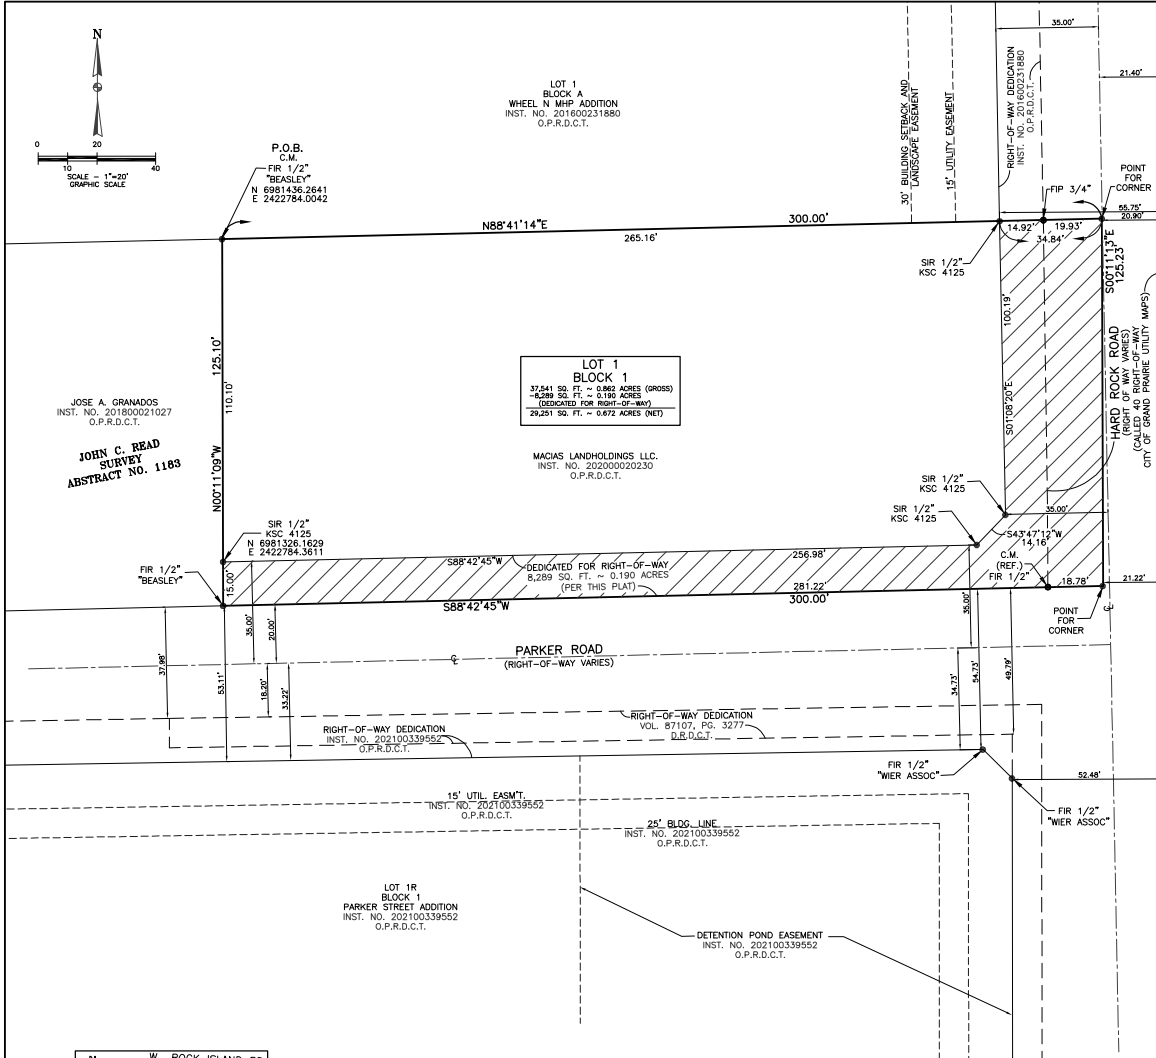 N
0
20
10
40
SCALE - 1"=20'
GRAPHIC SCALE
LOT 1
BLOCK A
WHEEL N MHP ADDITION
INST. NO. 201600231880
O.P.R.D.C.T.
30' BUILDING SETBACK AND
LANDSCAPE EASEMENT
15' UTILITY EASEMENT
RIGHT-OF-WAY DEDICATION
INST. NO. 201600231880
O.P.R.D.C.T.
35.00'
21.40'
P.O.B.
C.M.
FIR 1/2"
"BEASLEY"
N 6981436.2641
E 2422784.0042
POINT
FOR
CORNER
FIP 3/4"
55.75'
20.90'
N88°41'14"E
300.00'
265.16'
14.92'
19.93'
34.84'
SIR 1/2"
KSC 4125
S00°11'13"E
125.23'
100.19'
S01°08'20"E
HARD ROCK ROAD
(RIGHT OF WAY VARIES)
(CALLED 40 RIGHT-OF-WAY
CITY OF GRAND PRAIRIE UTILITY MAPS)
125.10'
110.10'
N00°11'09"W
LOT 1
BLOCK 1
37,541 SQ. FT. ~ 0.862 ACRES (GROSS)
-8,289 SQ. FT. ~ 0.190 ACRES
(DEDICATED FOR RIGHT-OF-WAY)
29,251 SQ. FT. ~ 0.672 ACRES (NET)
JOSE A. GRANADOS
INST. NO. 201800021027
O.P.R.D.C.T.
JOHN C. READ
SURVEY
ABSTRACT NO. 1183
MACIAS LANDHOLDINGS LLC.
INST. NO. 202000020230
O.P.R.D.C.T.
SIR 1/2"
KSC 4125
SIR 1/2"
KSC 4125
35.00'
S43°47'12"W
14.16'
SIR 1/2"
KSC 4125
N 6981326.1629
E 2422784.3611
FIR 1/2"
"BEASLEY"
15.00'
S88°42'45"W
DEDICATED FOR RIGHT-OF-WAY
8,289 SQ. FT. ~ 0.190 ACRES
(PER THIS PLAT)
256.98'
281.22'
C.M.
(REF.)
FIR 1/2"
18.78'
21.22'
S88°42'45"W
300.00'
POINT
FOR
CORNER
35.00'
20.00'
35.00'
PARKER ROAD
(RIGHT-OF-WAY VARIES)
37.98'
53.11'
18.20'
33.22'
34.73'
54.73'
49.79'
RIGHT-OF-WAY DEDICATION
INST. NO. 202100339552
O.P.R.D.C.T.
RIGHT-OF-WAY DEDICATION
VOL. 87107, PG. 3277
D.R.D.C.T.
FIR 1/2"
"WIER ASSOC"
52.48'
FIR 1/2"
"WIER ASSOC"
15' UTIL. EASM'T.
INST. NO. 202100339552
O.P.R.D.C.T.
25' BLDG. LINE
INST. NO. 202100339552
O.P.R.D.C.T.
LOT 1R
BLOCK 1
PARKER STREET ADDITION
INST. NO. 202100339552
O.P.R.D.C.T.
DETENTION POND EASEMENT
INST. NO. 202100339552
O.P.R.D.C.T.
W. ROCK ISLAND